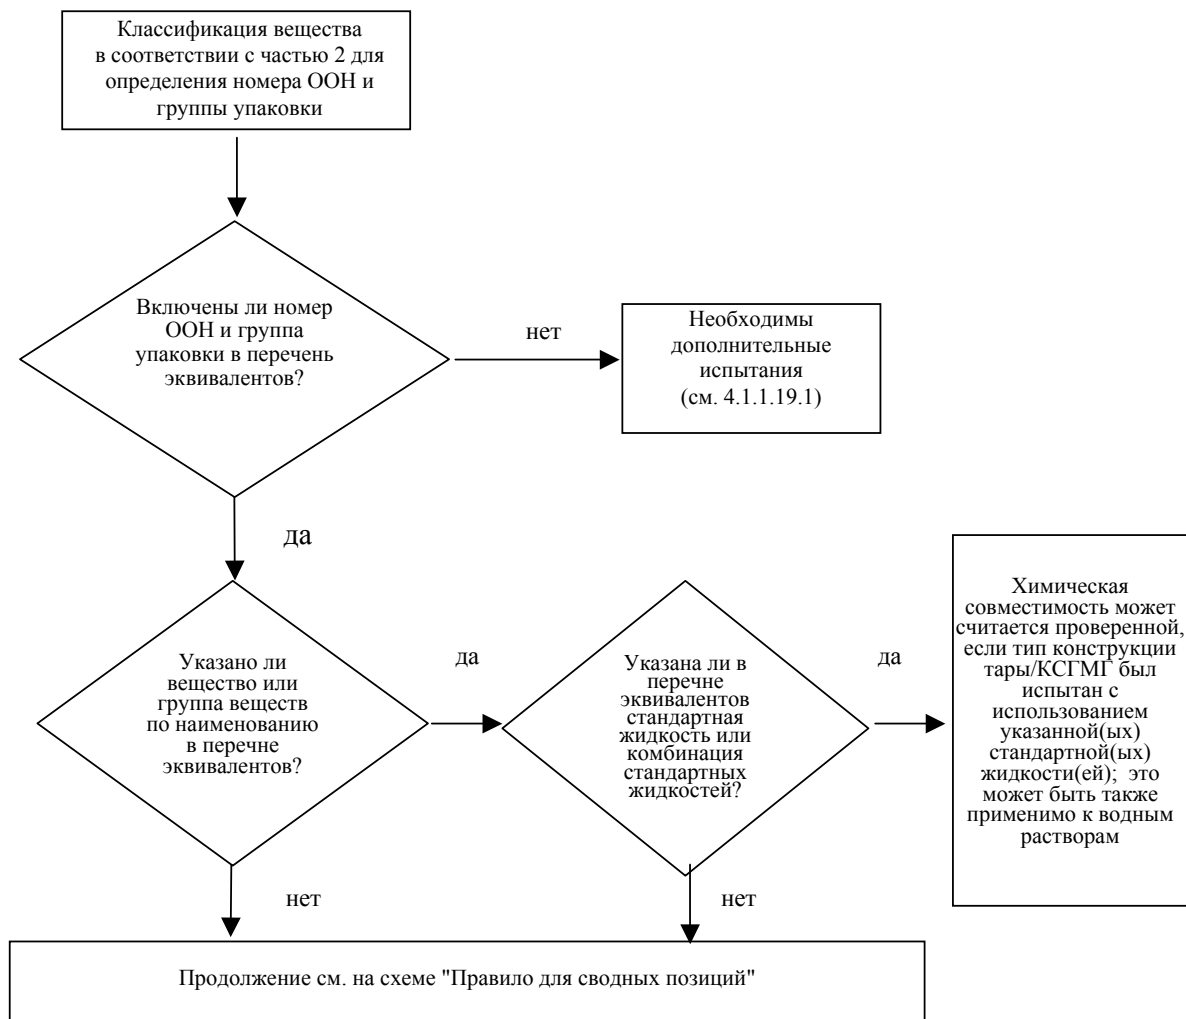 Классификация вещества
в соответствии с частью 2 для
определения номера ООН и
группы упаковки
Включены ли номер
ООН и группа
упаковки в перечень
эквивалентов?
нет
Необходимы
дополнительные
испытания
(см. 4.1.1.19.1)
да
Указано ли
вещество или
группа веществ
по наименованию
в перечне
эквивалентов?
да
Указана ли в
перечне
эквивалентов
стандартная
жидкость или
комбинация
стандартных
жидкостей?
да
Химическая
совместимость может
считается проверенной,
если тип конструкции
тары/КСГМГ был
испытан с
использованием
указанной(ых)
стандартной(ых)
жидкости(ей);  это
может быть также
применимо к водным
растворам
нет
нет
Продолжение см. на схеме "Правило для сводных позиций"